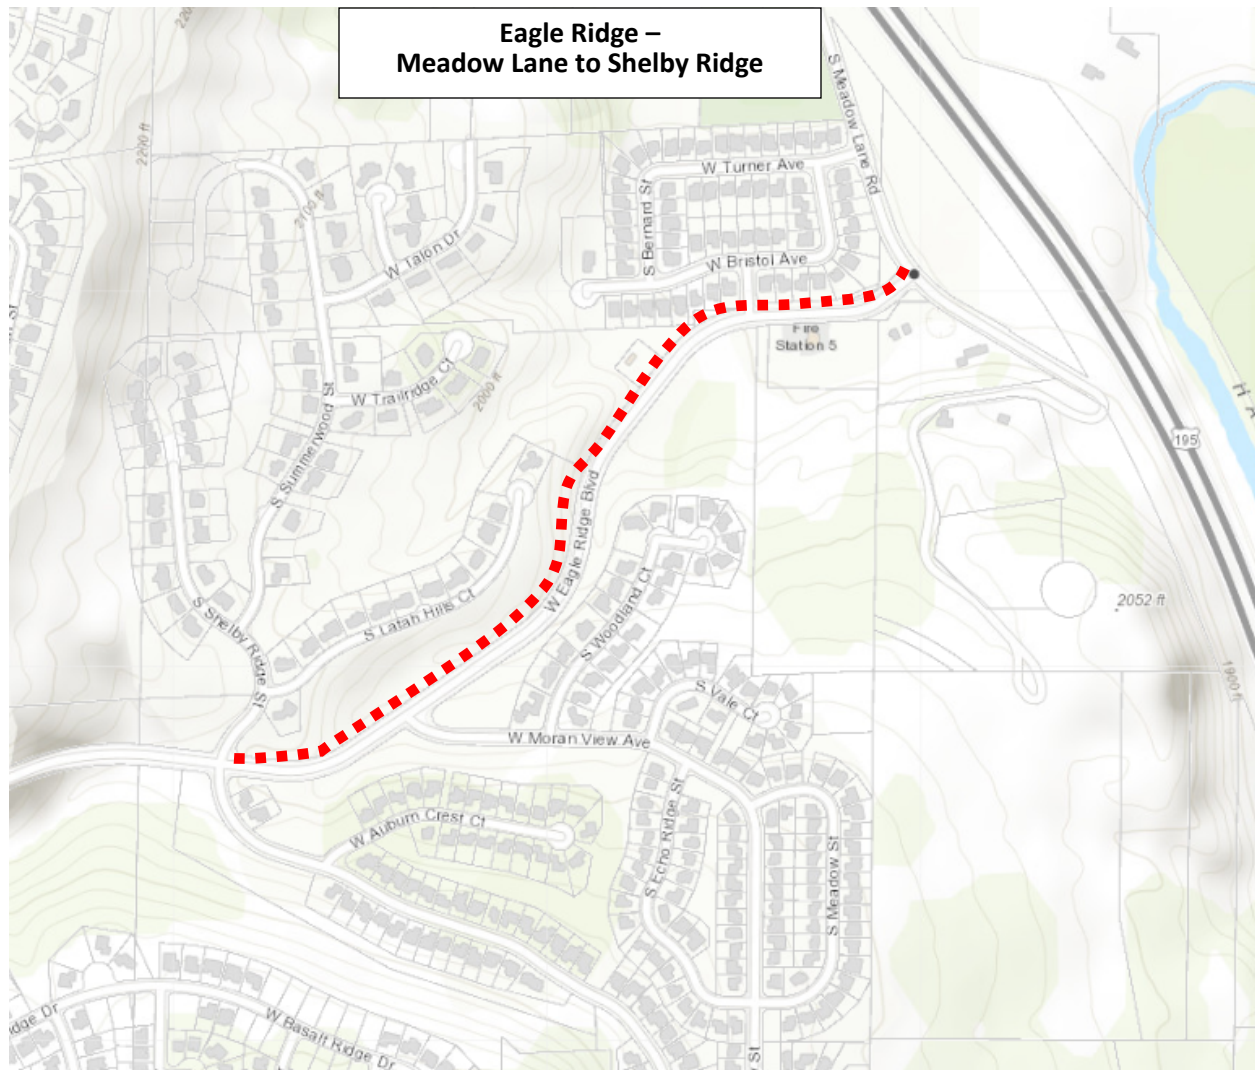 Eagle Ridge –
Meadow Lane to Shelby Ridge
2200 ft
S Meadow Lane Rd
W Turner Ave
S Bernard St
2100 ft
W Talon Dr
W Bristol Ave
Fire
Station 5
W Trailridge Ct
2000 ft
S Summerwood St
195
W Eagle Ridge Blvd
S Woodland Ct
2052 ft
S Shelby Ridge St
S Latah Hills Ct
1900 ft
S Vale Ct
W Moran View Ave
S Echo Ridge St
W Auburn Crest Ct
S Meadow St
W Basalt Ridge Dr
St